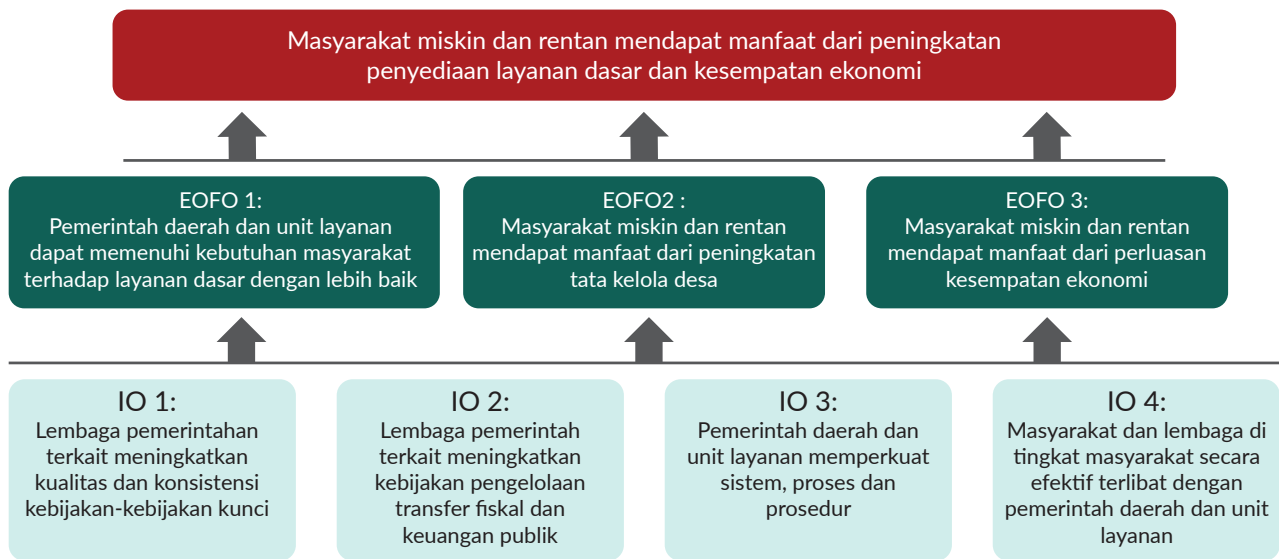 Masyarakat miskin dan rentan mendapat manfaat dari peningkatan
penyediaan layanan dasar dan kesempatan ekonomi
EOFO 1:
Pemerintah daerah dan unit layanan
dapat memenuhi kebutuhan masyarakat
terhadap layanan dasar dengan lebih baik
EOFO2 :
Masyarakat miskin dan rentan
mendapat manfaat dari peningkatan
tata kelola desa
EOFO 3:
Masyarakat miskin dan rentan
mendapat manfaat dari perluasan
kesempatan ekonomi
IO 1:
Lembaga pemerintahan
terkait meningkatkan
kualitas dan konsistensi
kebijakan-kebijakan kunci
IO 2:
Lembaga pemerintah
terkait meningkatkan
kebijakan pengelolaan
transfer fiskal dan
keuangan publik
IO 3:
Pemerintah daerah dan
unit layanan memperkuat
sistem, proses dan
prosedur
IO 4:
Masyarakat dan lembaga di
tingkat masyarakat secara
efektif terlibat dengan
pemerintah daerah dan unit
layanan